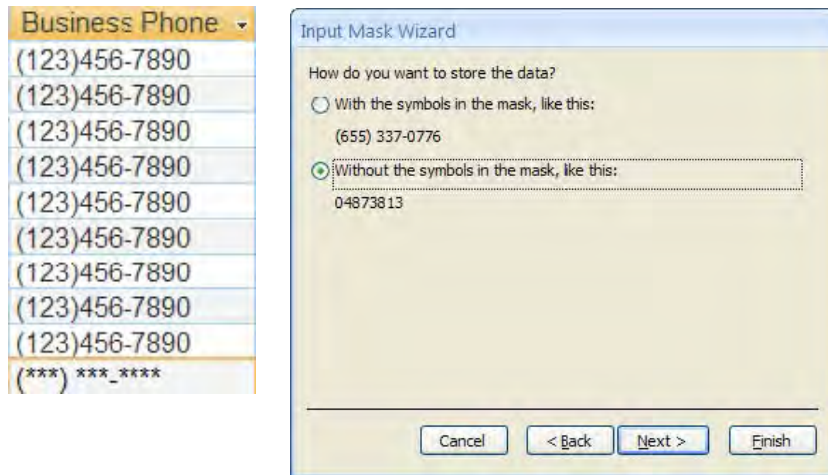 Business Phone
(123)456-7890
(123)456-7890
(123)456-7890
(123)456-7890
(123)456-7890
(123)456-7890
(123)456-7890
(123)456-7890
(123)456-7890
(***) ***-****
Input Mask Wizard
How do you want to store the data?
With the symbols in the mask, like this:
(655) 337-0776
Without the symbols in the mask, like this:
04873813
Cancel < Back Next > Finish